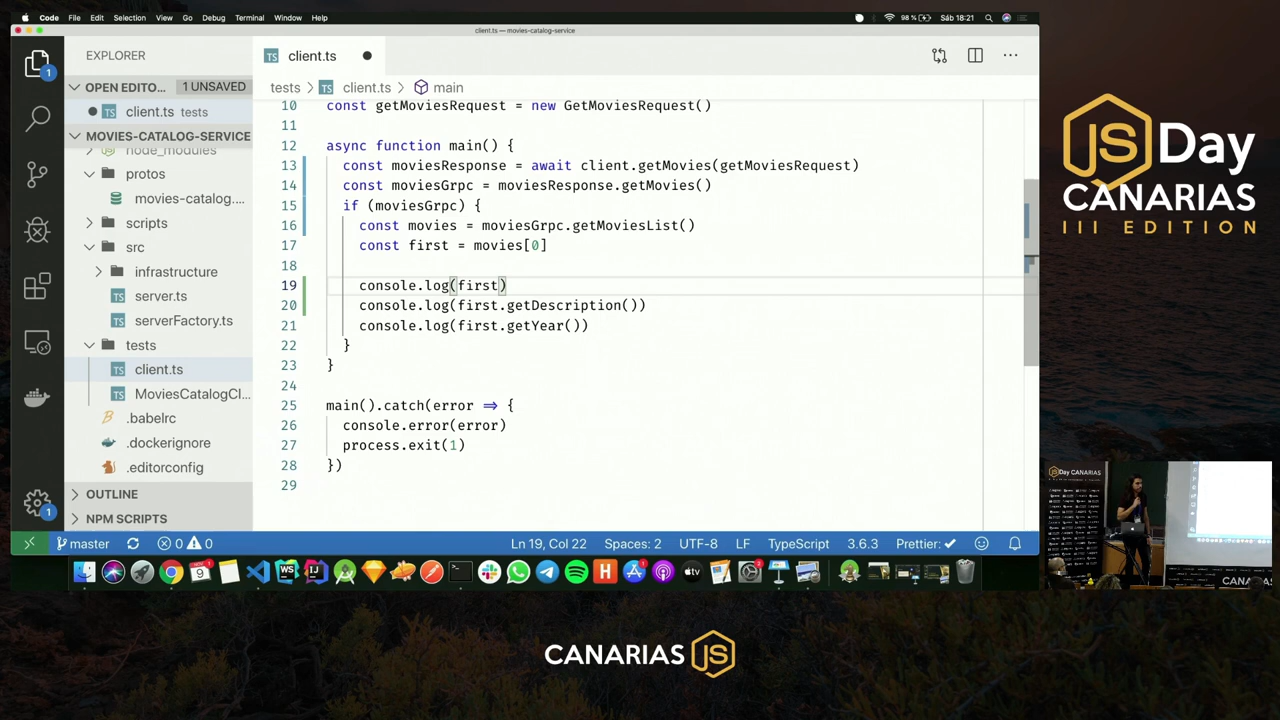 Code File Edit Selection View Go Debug Terminal Window Help 98 % Sáb 18:21
client.ts — movies-catalog-service
EXPLORER
OPEN EDITO... 1 UNSAVED
client.ts tests
MOVIES-CATALOG-SERVICE
node_modules
protos
movies-catalog....
scripts
src
infrastructure
server.ts
serverFactory.ts
tests
client.ts
MoviesCatalogCl...
.babelrc
.dockerignore
.editorconfig
OUTLINE
NPM SCRIPTS
1
1
TS client.ts
tests TS client.ts main
10 const getMoviesRequest = new GetMoviesRequest()
11
12 async function main() {
13 const moviesResponse = await client.getMovies(getMoviesRequest)
14 const moviesGrpc = moviesResponse.getMovies()
15 if (moviesGrpc) {
16 const movies = moviesGrpc.getMoviesList()
17 const first = movies[0]
18
19 console.log(first)
20 console.log(first.getDescription())
21 console.log(first.getYear())
22 }
23 }
24
25 main().catch(error ⇒ {
26 console.error(error)
27 process.exit(1)
28 })
29
master 0 0 Ln 19, Col 22 Spaces: 2 UTF-8 LF TypeScript 3.6.3 Prettier: ✓
JS Day
CANARIAS
III EDITION
JSDay CANARIAS
CANARIAS
CANARIAS JS